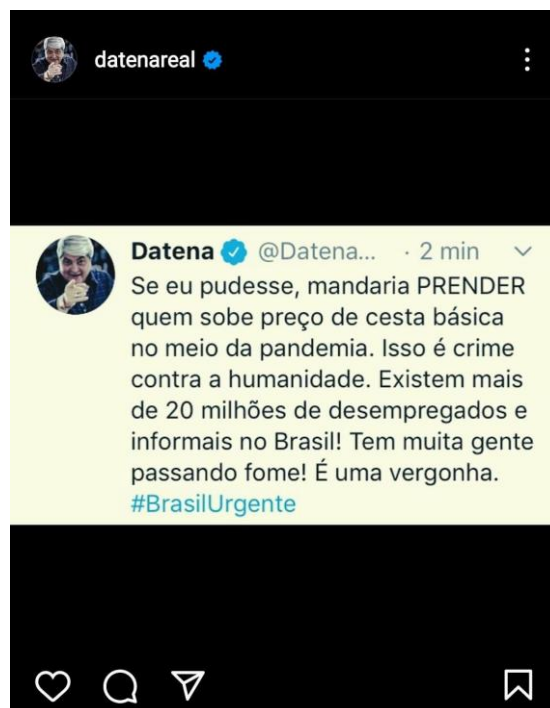 datenareal
Datena @Datena... · 2 min
Se eu pudesse, mandaria PRENDER
quem sobe preço de cesta básica
no meio da pandemia. Isso é crime
contra a humanidade. Existem mais
de 20 milhões de desempregados e
informais no Brasil! Tem muita gente
passando fome! É uma vergonha.
#BrasilUrgente